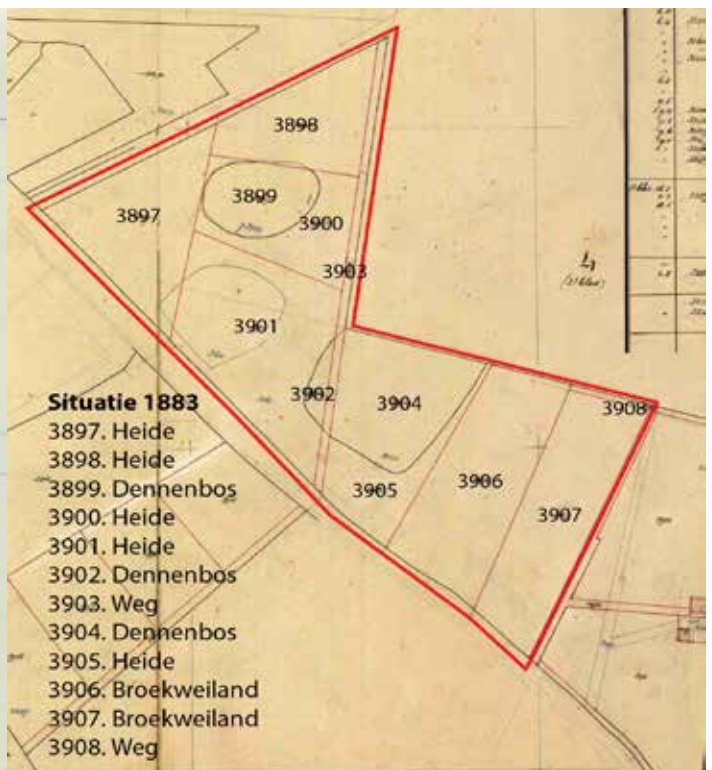 3898
3899
3897
3900
3903
3901
3902
3904
3908
3906
3905
3907
Situatie 1883
3897. Heide
3898. Heide
3899. Dennenbos
3900. Heide
3901. Heide
3902. Dennenbos
3903. Weg
3904. Dennenbos
3905. Heide
3906. Broekweiland
3907. Broekweiland
3908. Weg